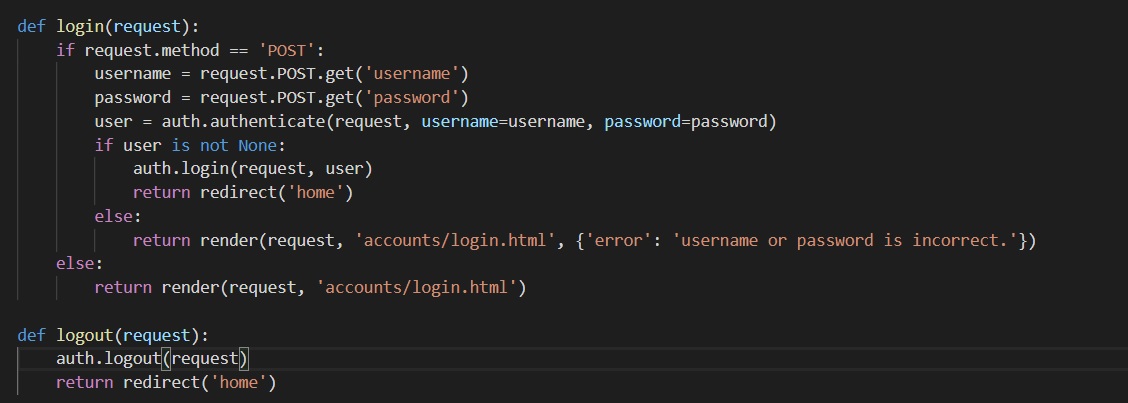 def login(request):
    if request.method == 'POST':
        username = request.POST.get('username')
        password = request.POST.get('password')
        user = auth.authenticate(request, username=username, password=password)
        if user is not None:
            auth.login(request, user)
            return redirect('home')
        else:
            return render(request, 'accounts/login.html', {'error': 'username or password is incorrect.'})
    else:
        return render(request, 'accounts/login.html')

def logout(request):
    auth.logout(request)
    return redirect('home')